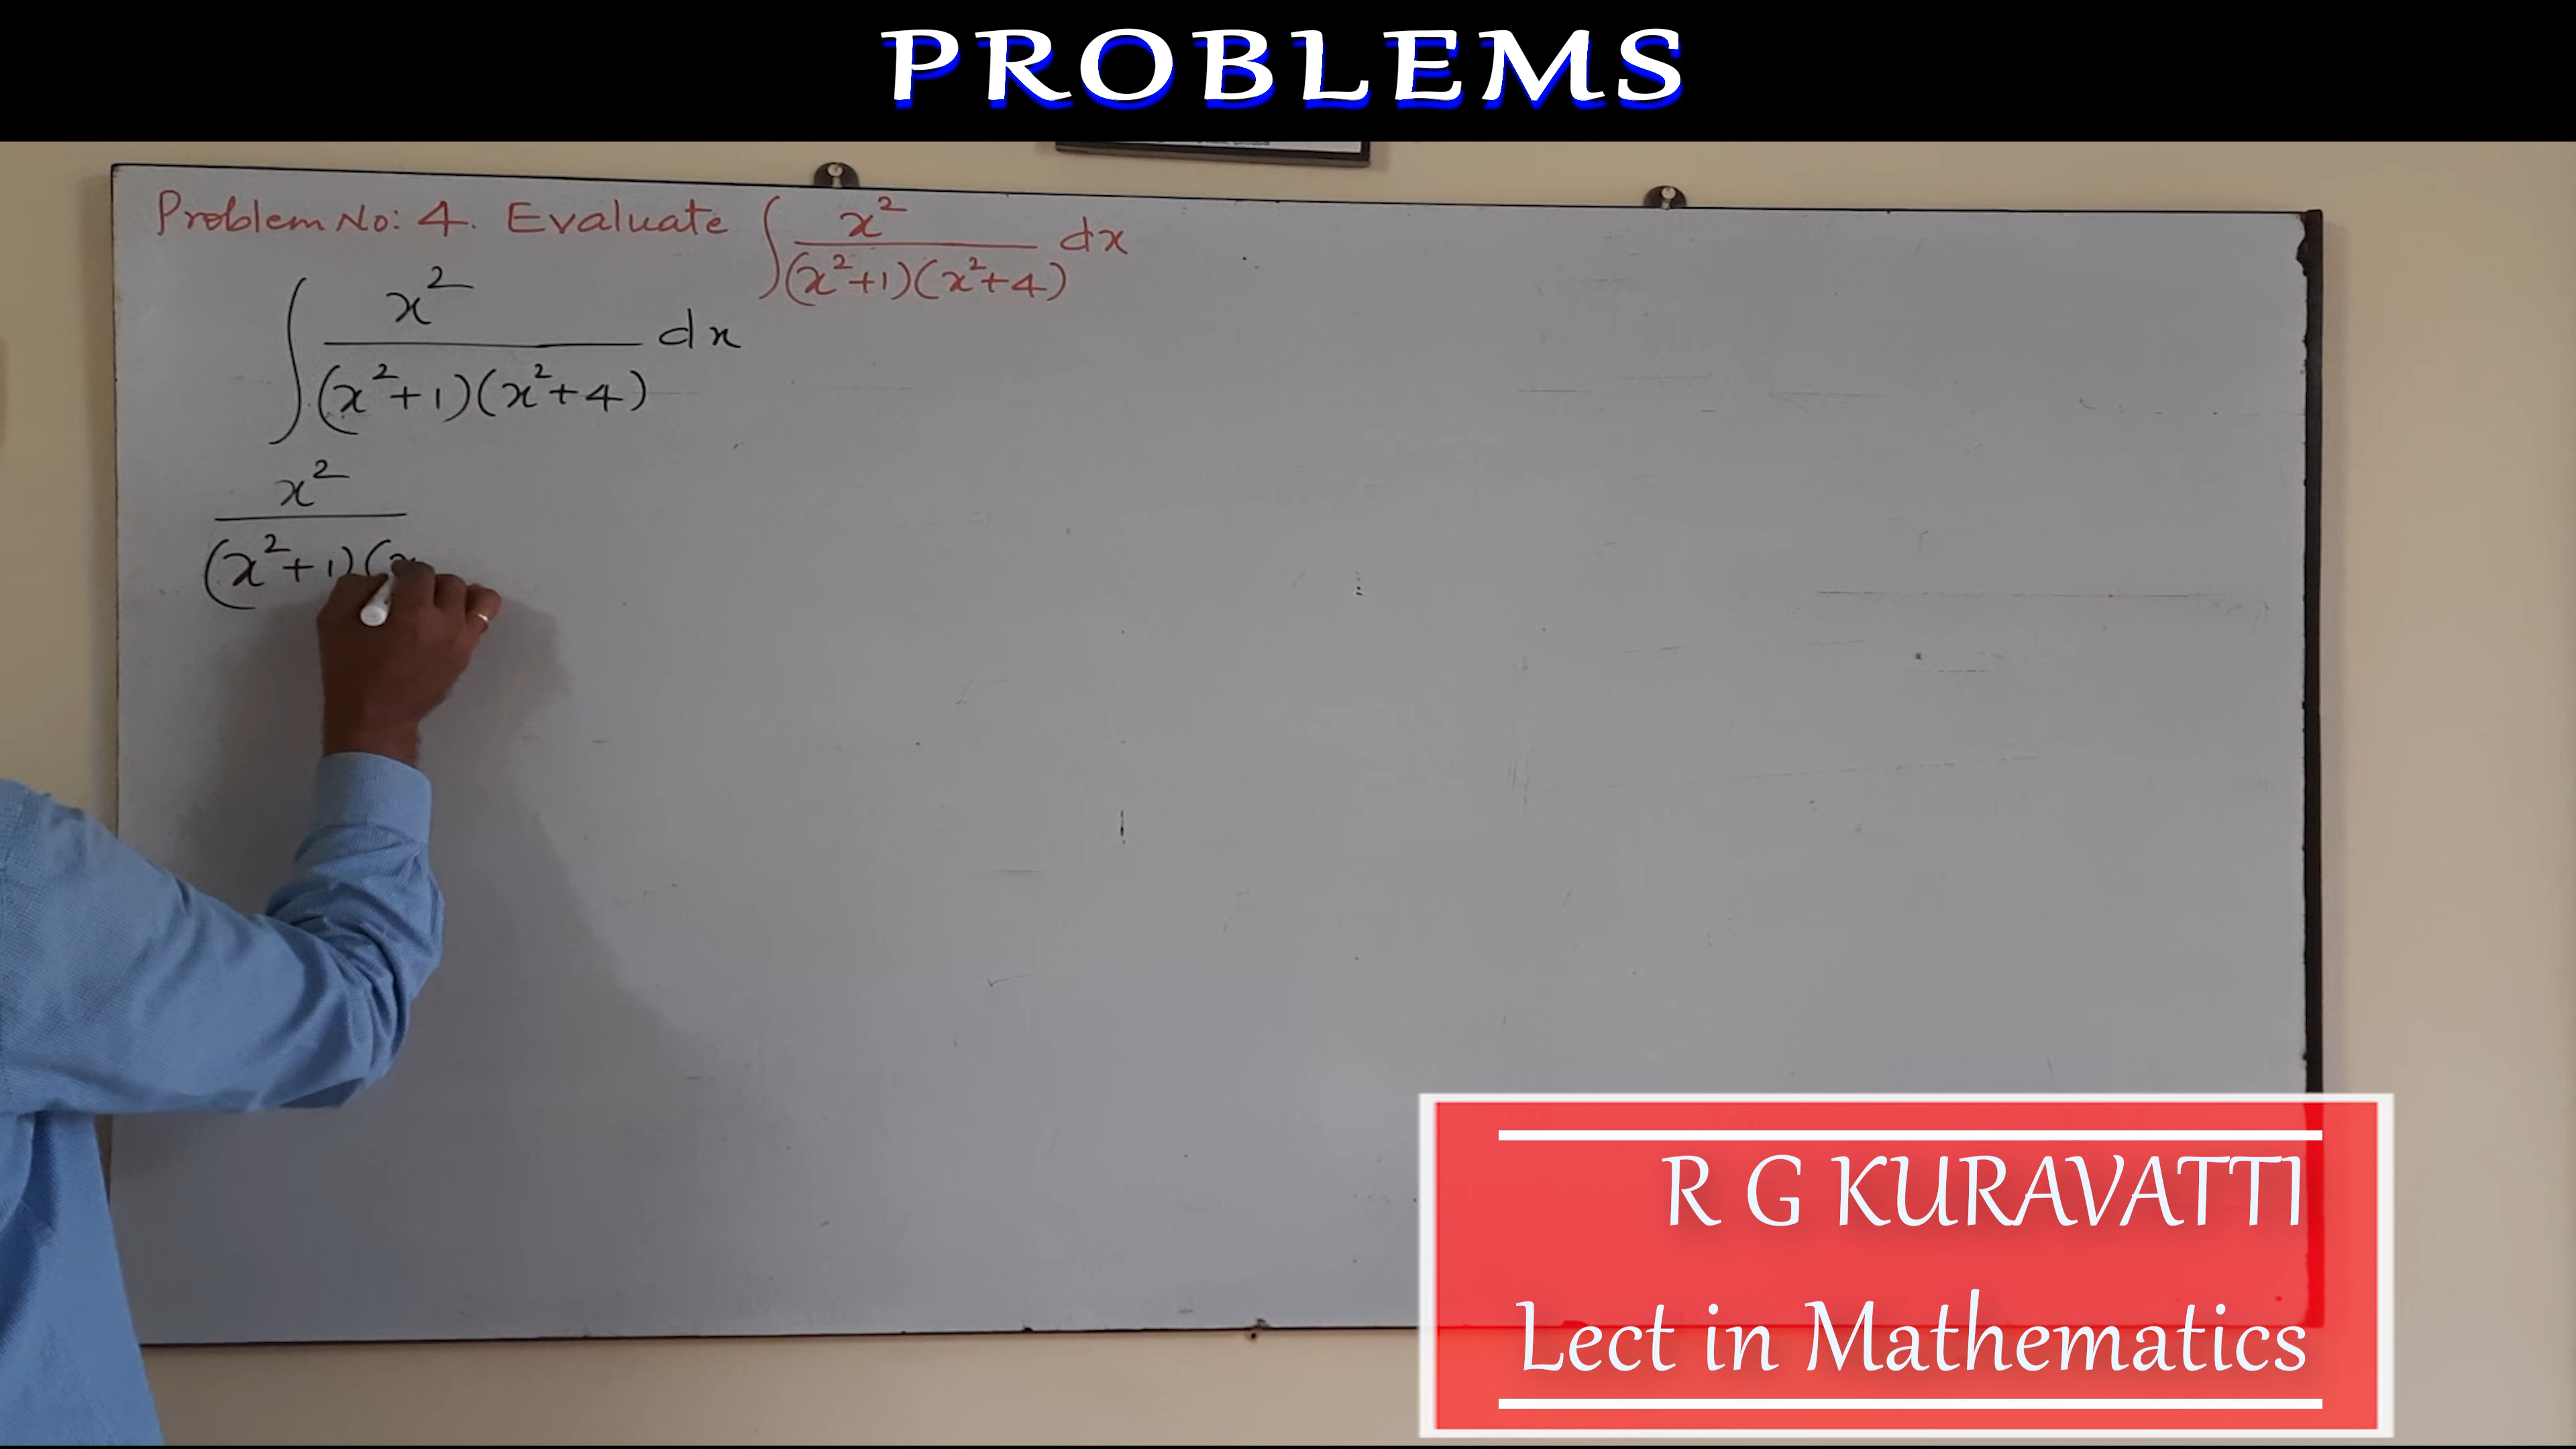 PROBLEMS
Problem No: 4. Evaluate ∫ x²/((x²+1)(x²+4)) dx
∫ x²/((x²+1)(x²+4)) dx
x²/((x²+1)(x
R G KURAVATTI
Lect in Mathematics